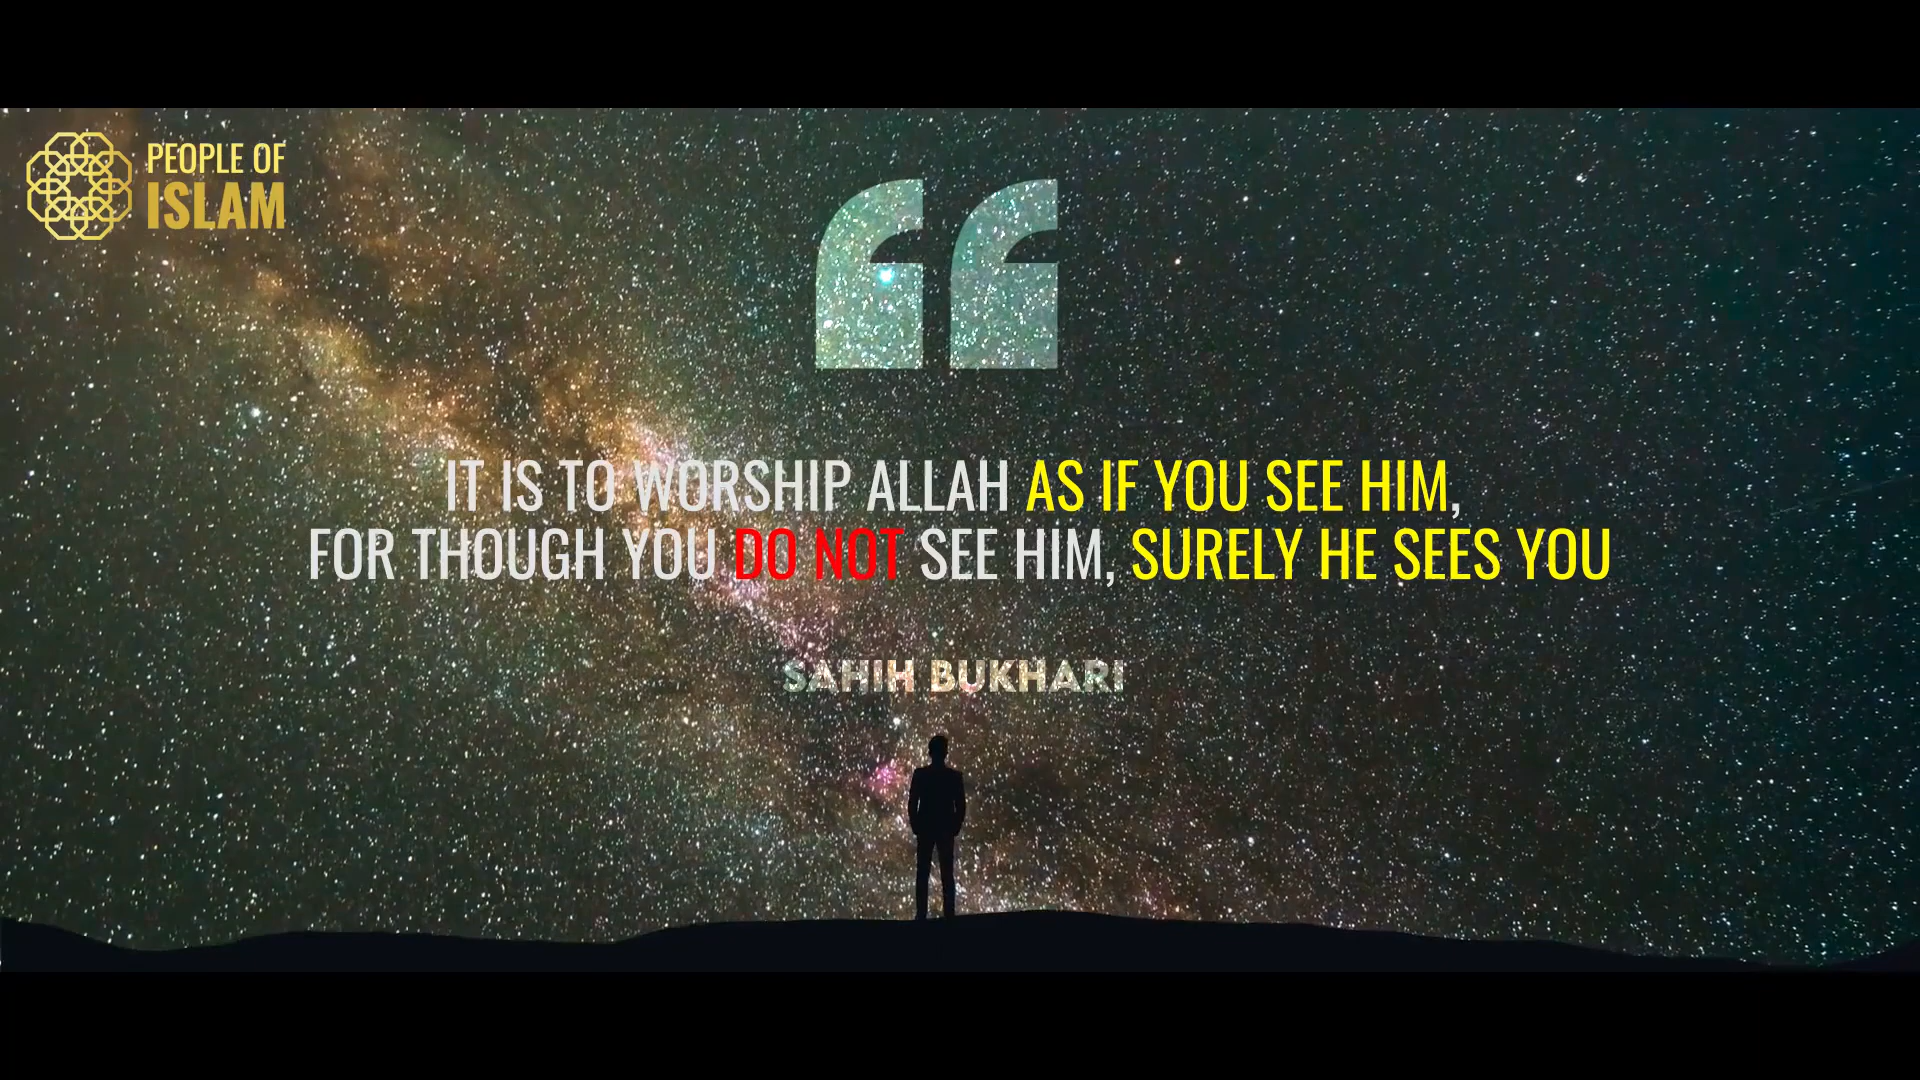 PEOPLE OF
ISLAM
“
IT IS TO WORSHIP ALLAH AS IF YOU SEE HIM,
FOR THOUGH YOU DO NOT SEE HIM, SURELY HE SEES YOU
SAHIH BUKHARI